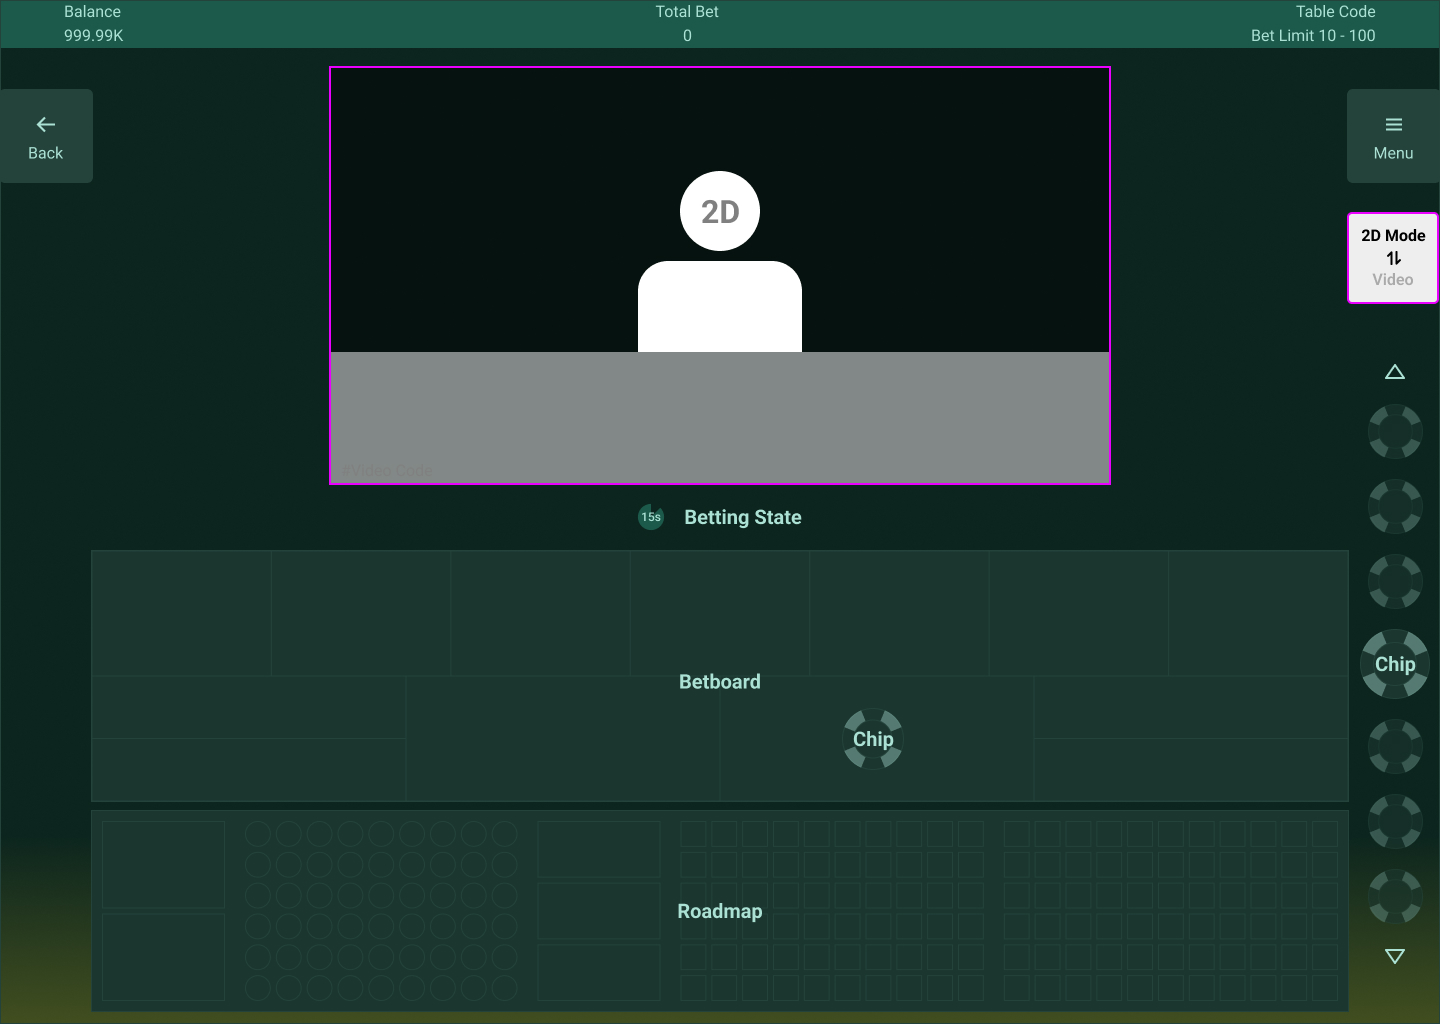 Balance
999.99K
Total Bet
0
Table Code
Bet Limit 10 - 100
Back
Menu
2D
2D Mode
Video
#Video Code
15s
Betting State
Chip
Betboard
Chip
Roadmap